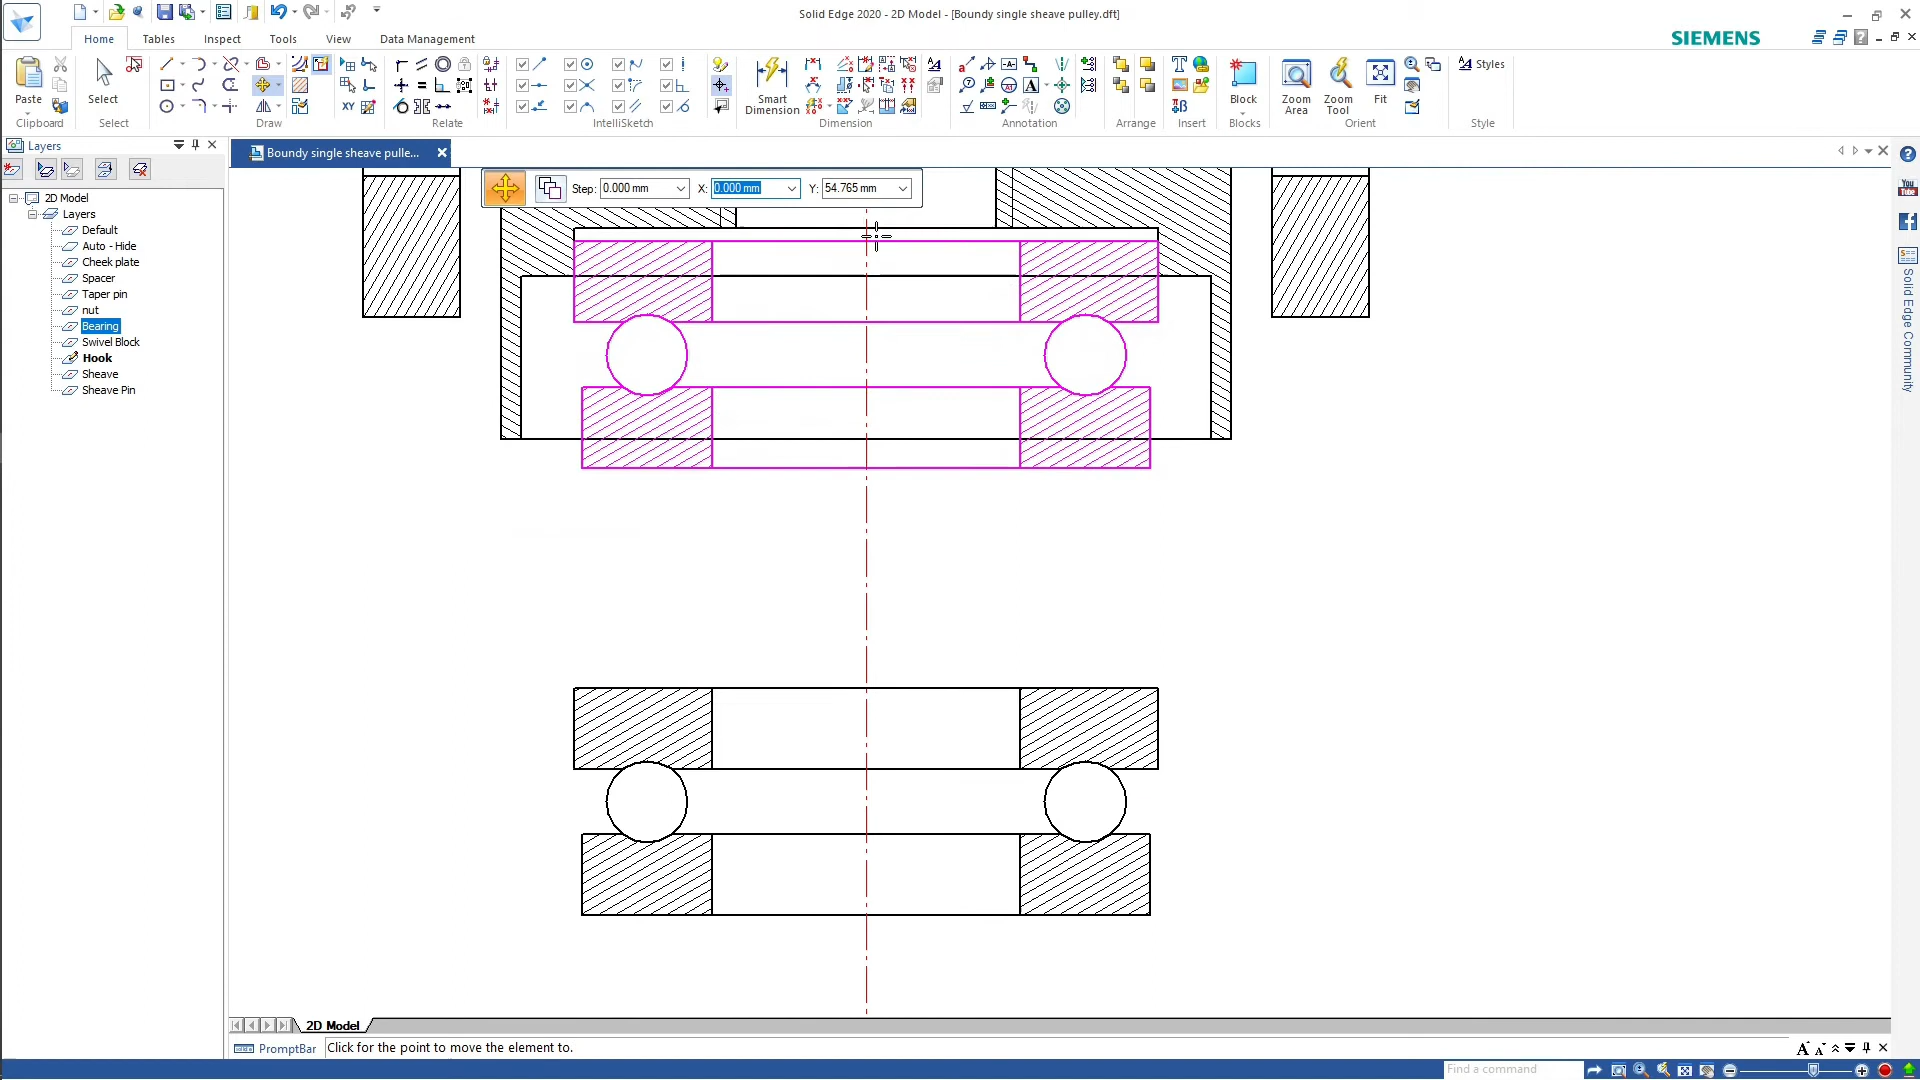 Solid Edge 2020 - 2D Model - [Boundy single sheave pulley.dft]
Home Tables Inspect Tools View Data Management
SIEMENS
Paste Select Smart Dimension Block Zoom Area Zoom Tool Fit Styles
Clipboard Select Draw Relate IntelliSketch Dimension Annotation Arrange Insert Blocks Orient Style
Layers
Boundy single sheave pulle...
Step: 0.000 mm X: 0.000 mm Y: 54.765 mm
2D Model
Layers
Default
Auto - Hide
Cheek plate
Spacer
Taper pin
nut
Bearing
Swivel Block
Hook
Sheave
Sheave Pin
You
Tube
Solid Edge Community
2D Model
PromptBar Click for the point to move the element to.
Find a command